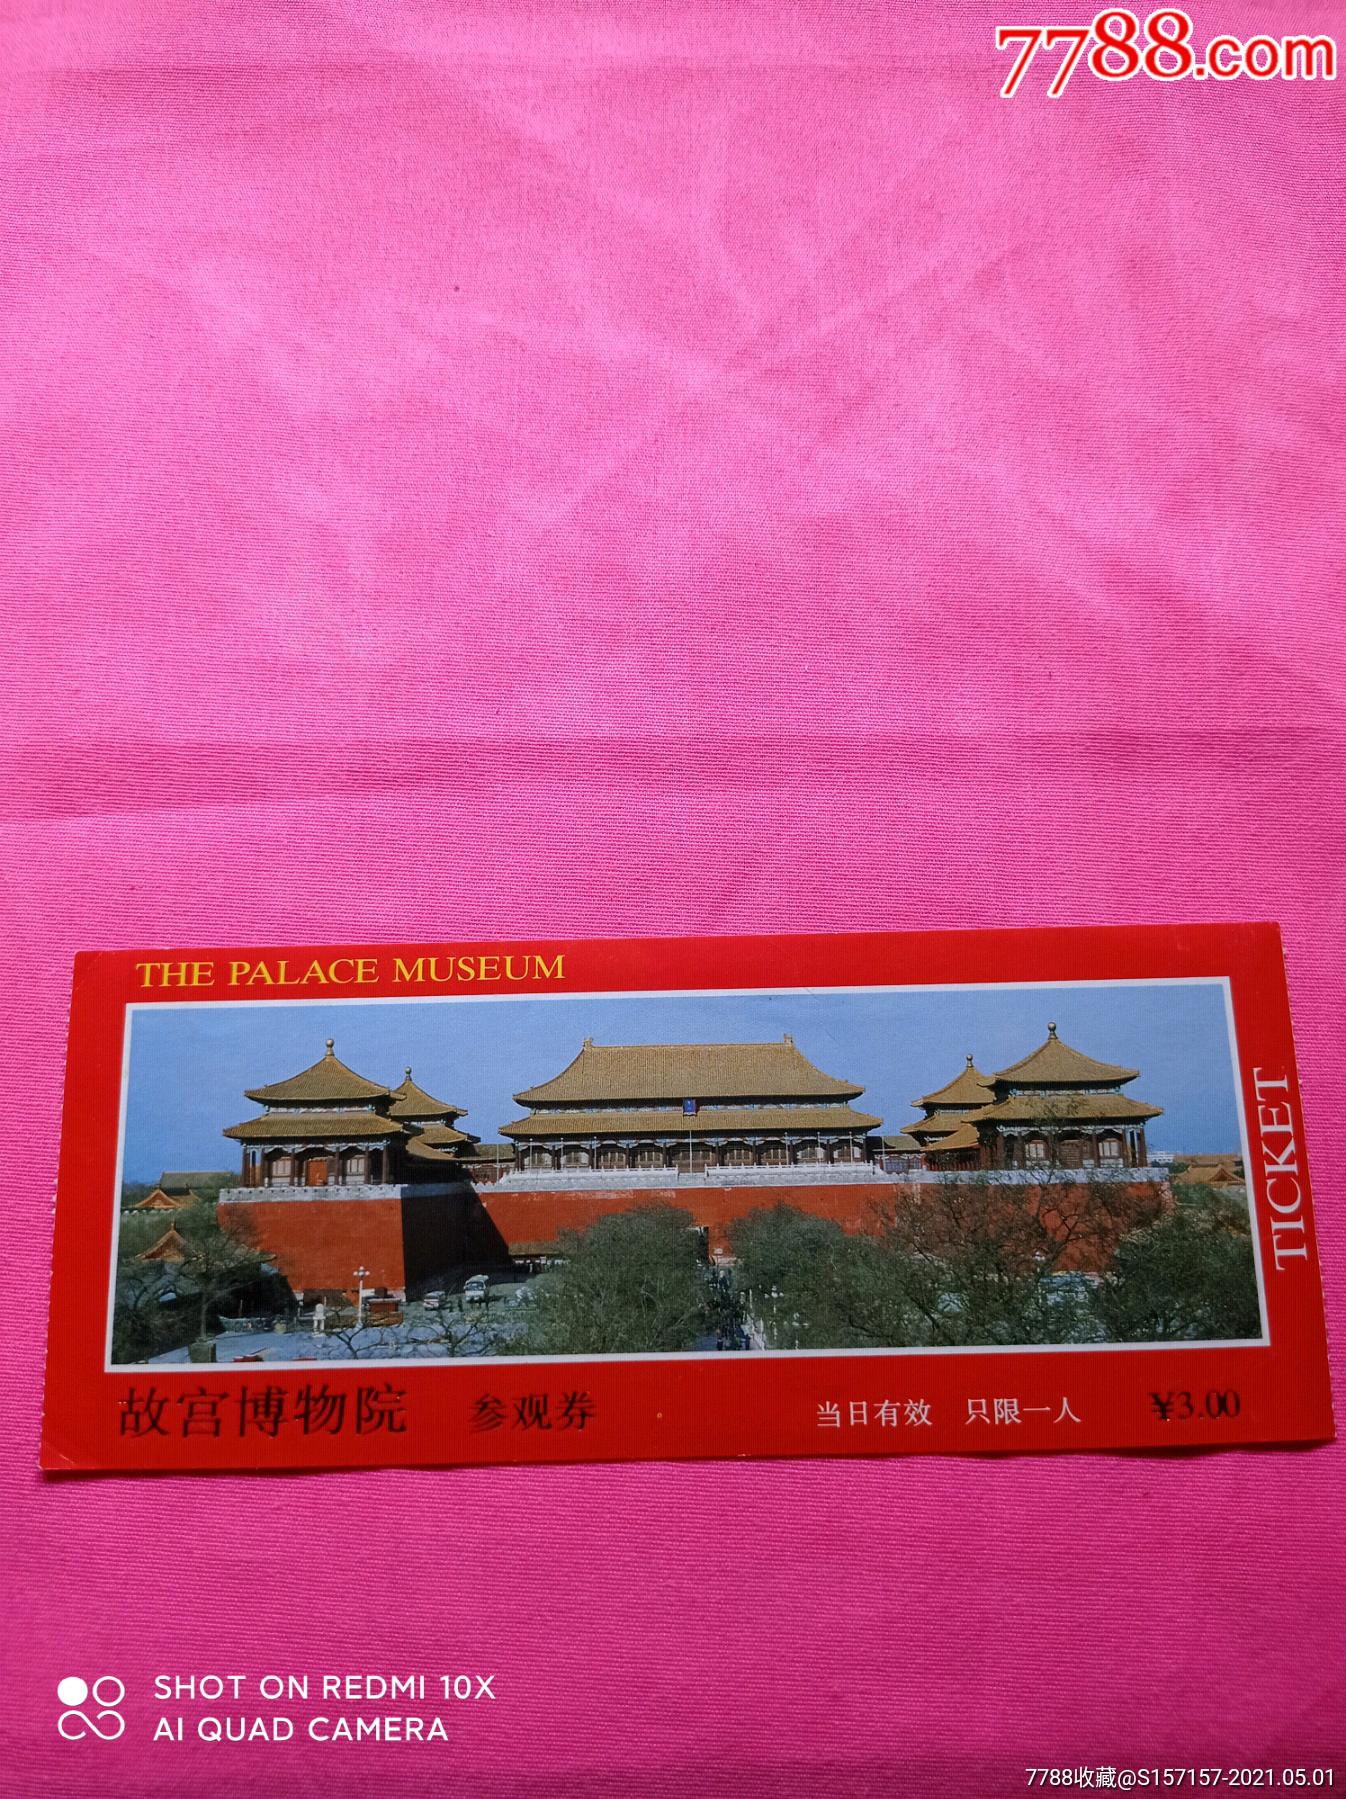 7788.com
THE PALACE MUSEUM
TICKET
故宫博物院 参观券 当日有效 只限一人 ¥3.00
SHOT ON REDMI 10X
AI QUAD CAMERA
7788收藏@S157157-2021.05.01